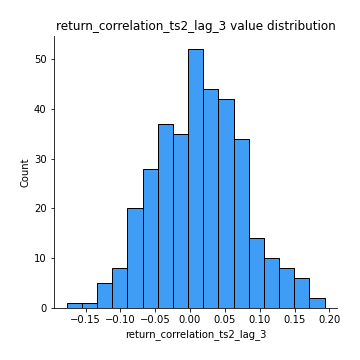 return_correlation_ts2_lag_3 value distribution
50
40
30
20
10
0
Count
−0.15 −0.10 −0.05 0.00 0.05 0.10 0.15 0.20
return_correlation_ts2_lag_3